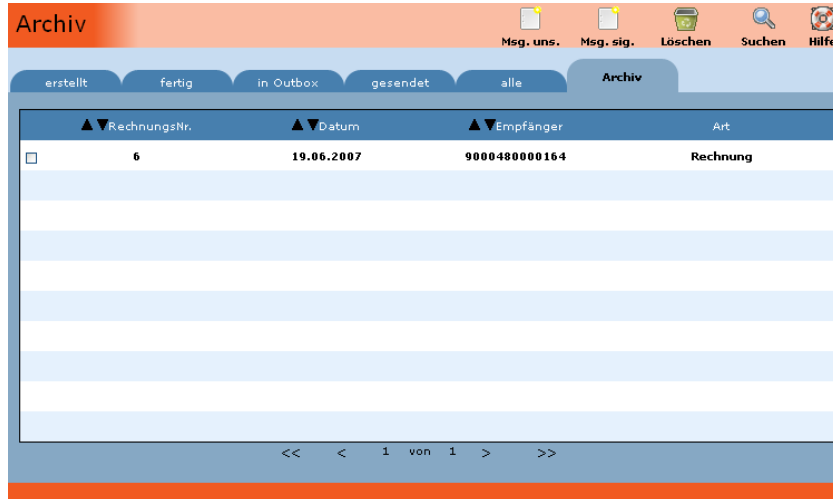 Archiv
Msg. uns. Msg. sig. Löschen Suchen Hilfe
erstellt fertig in Outbox gesendet alle Archiv
▲▼RechnungsNr. ▲▼Datum ▲▼Empfänger Art
6 19.06.2007 9000480000164 Rechnung
<< < 1 von 1 > >>